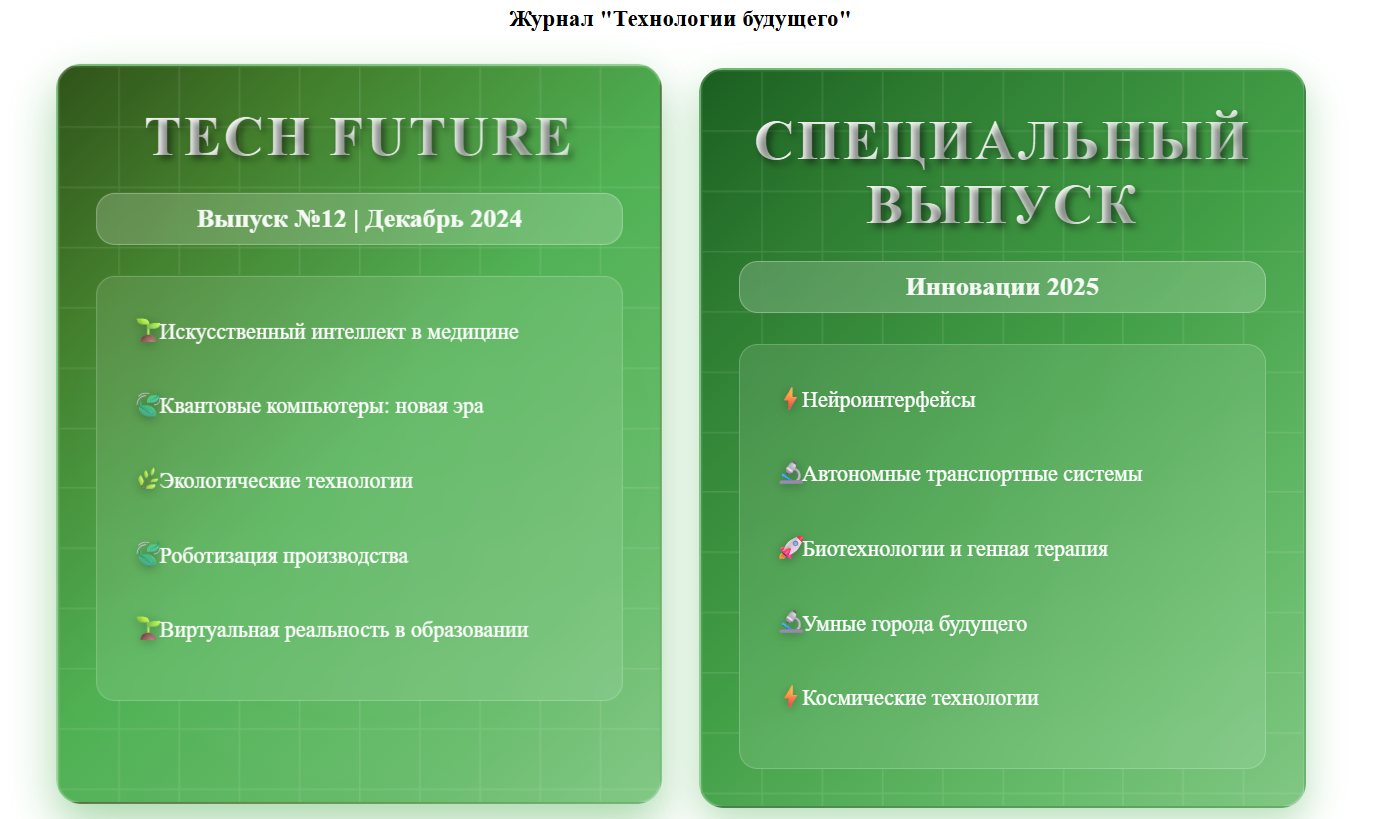 Журнал "Технологии будущего"
TECH FUTURE
Выпуск №12 | Декабрь 2024
Искусственный интеллект в медицине
Квантовые компьютеры: новая эра
Экологические технологии
Роботизация производства
Виртуальная реальность в образовании
СПЕЦИАЛЬНЫЙ
ВЫПУСК
Инновации 2025
Нейроинтерфейсы
Автономные транспортные системы
Биотехнологии и генная терапия
Умные города будущего
Космические технологии